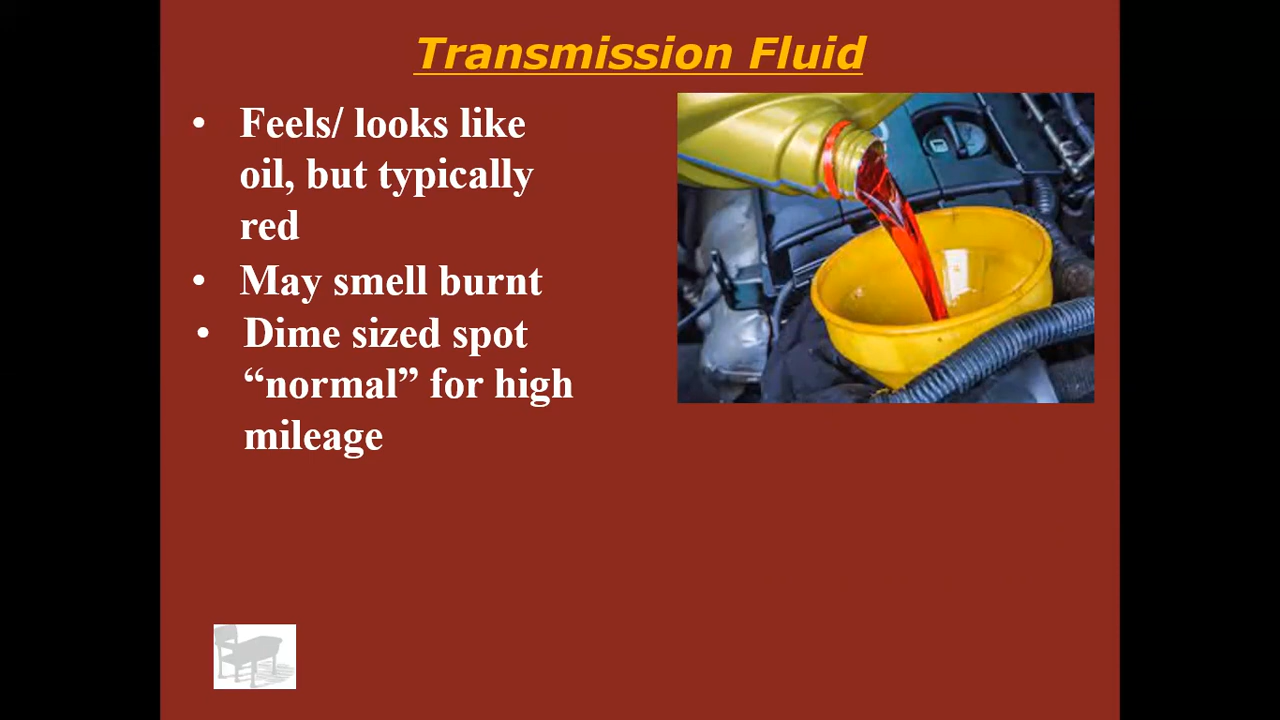 Transmission Fluid
• Feels/ looks like
oil, but typically
red
• May smell burnt
• Dime sized spot
“normal” for high
mileage